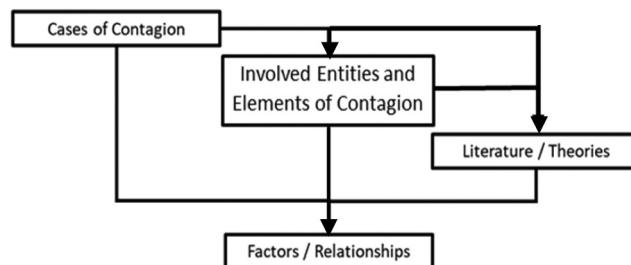 Cases of Contagion
Involved Entities and
Elements of Contagion
Literature / Theories
Factors / Relationships